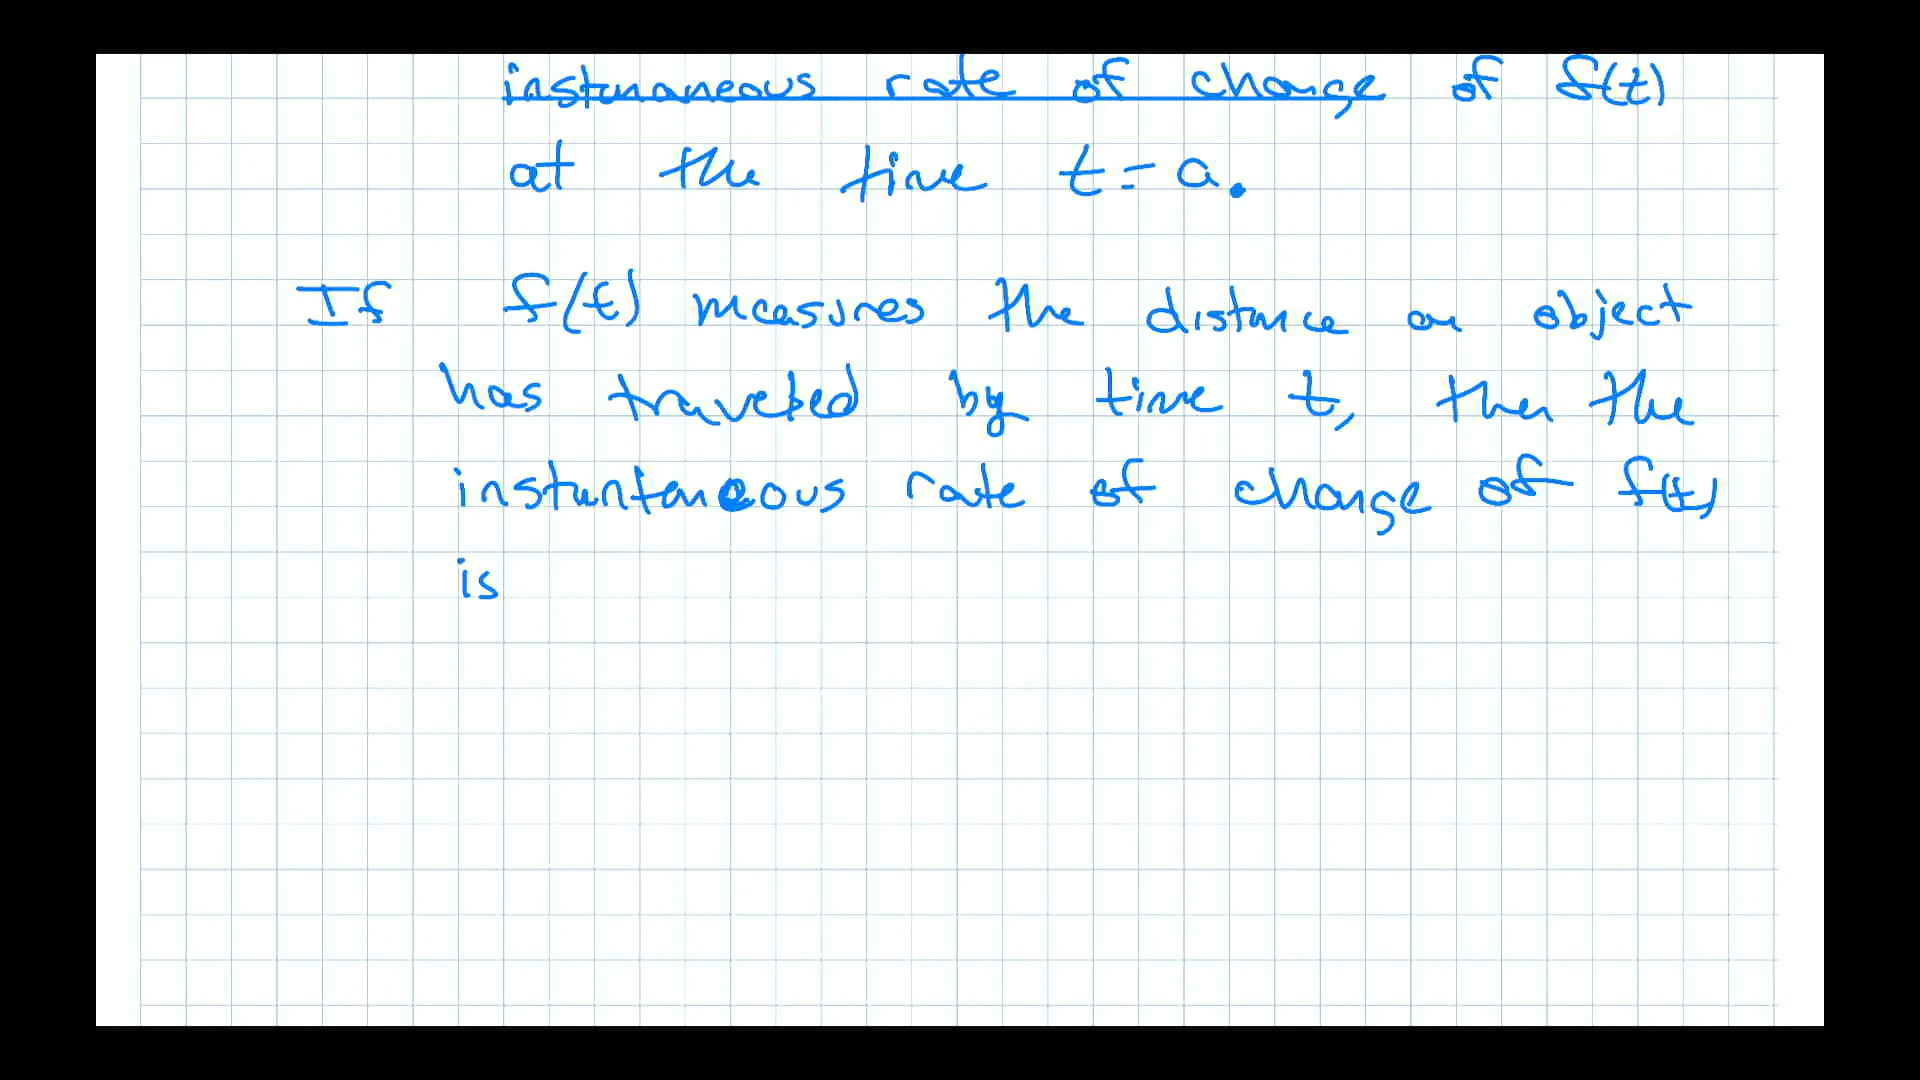 instananeous rate of change of f(t)
at the time t = a.
If f(t) measures the distance an object
has traveled by time t, then the
instantaneous rate of change of f(t)
is